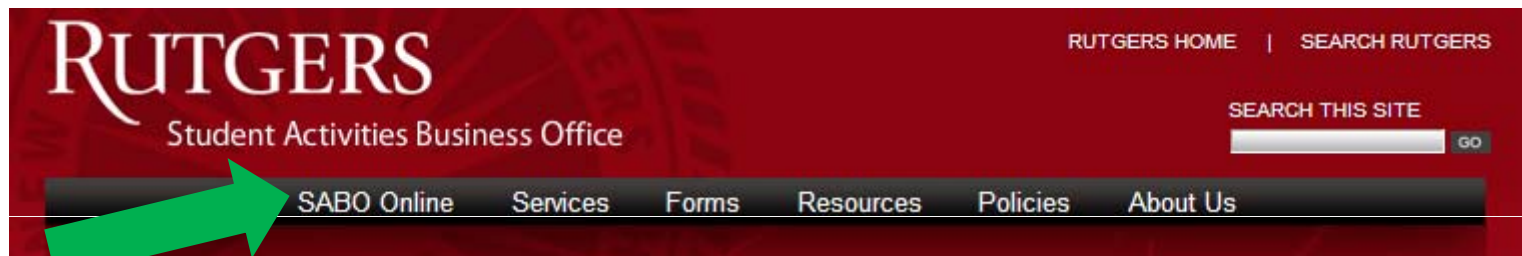 RUTGERS
Student Activities Business Office
RUTGERS HOME | SEARCH RUTGERS
SEARCH THIS SITE
GO
SABO Online Services Forms Resources Policies About Us